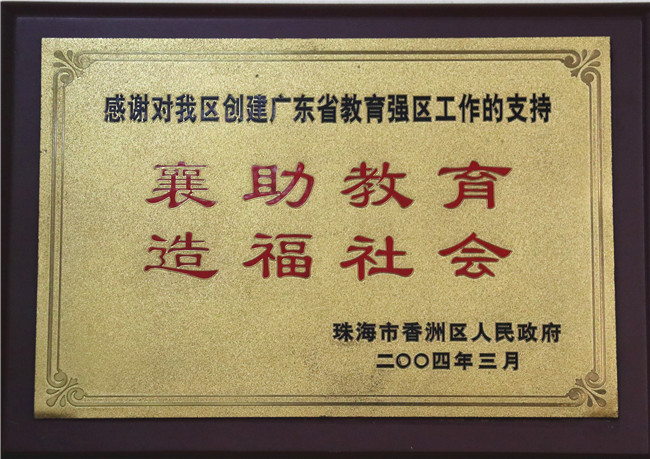 感谢对我区创建广东省教育强区工作的支持
襄助教育
造福社会
珠海市香洲区人民政府
二〇〇四年三月